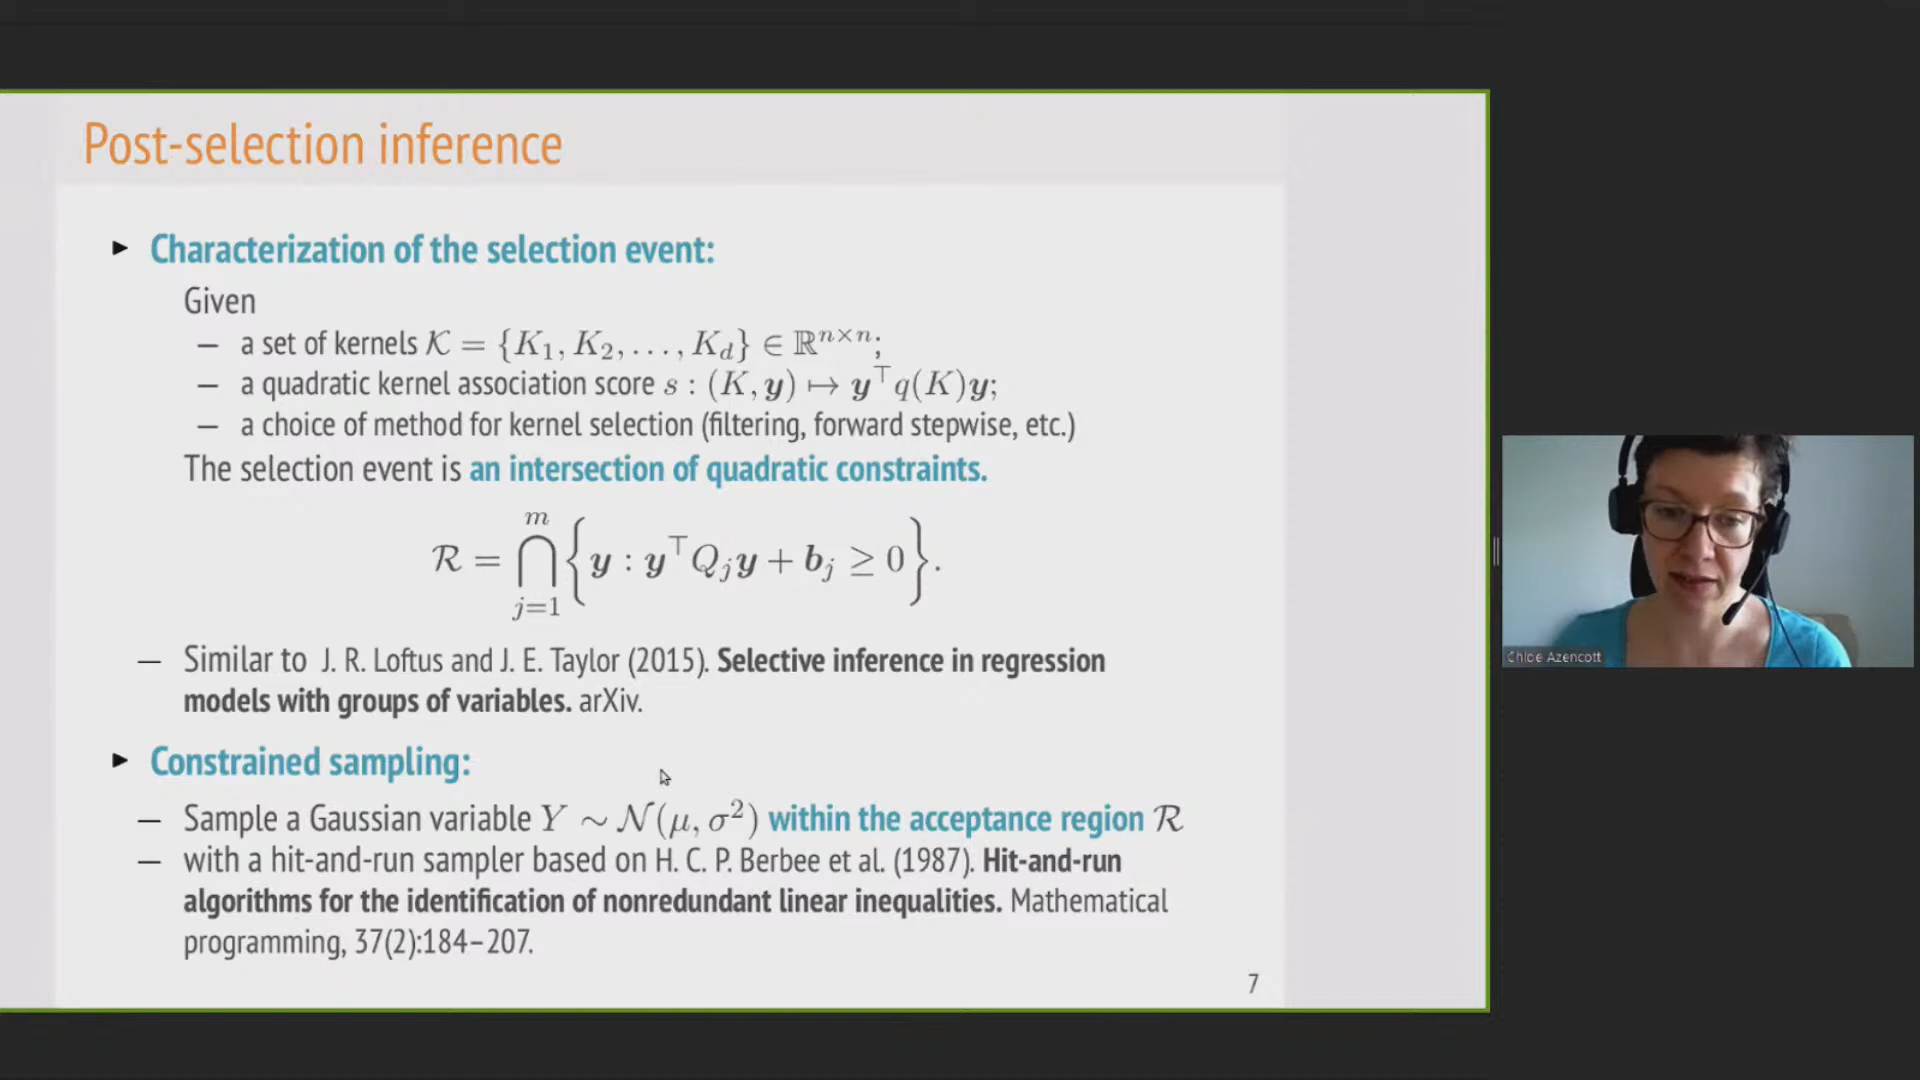 Post-selection inference
► Characterization of the selection event:
Given
– a set of kernels 𝒦 = {K₁, K₂, . . . , K_d} ∈ ℝⁿˣⁿ;
– a quadratic kernel association score s : (K, y) ↦ y⊤q(K)y;
– a choice of method for kernel selection (filtering, forward stepwise, etc.)
The selection event is an intersection of quadratic constraints.
ℛ = ⋂_{j=1}^{m} { y : y⊤Q_j y + b_j ≥ 0 }.
– Similar to J. R. Loftus and J. E. Taylor (2015). Selective inference in regression
models with groups of variables. arXiv.
► Constrained sampling:
– Sample a Gaussian variable Y ∼ 𝒩(μ, σ²) within the acceptance region ℛ
– with a hit-and-run sampler based on H. C. P. Berbee et al. (1987). Hit-and-run
algorithms for the identification of nonredundant linear inequalities. Mathematical
programming, 37(2):184–207.
7
Chloe Azencott